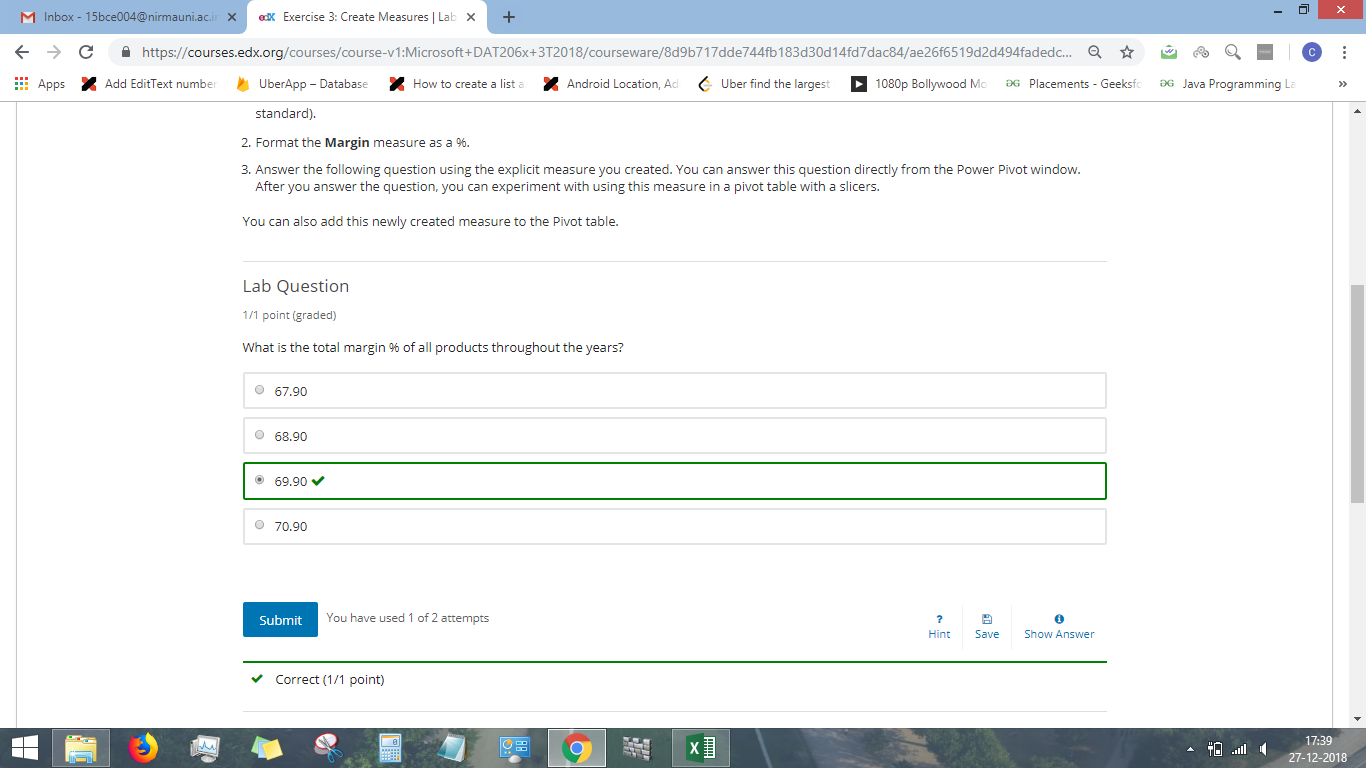 Inbox - 15bce004@nirmauni.ac.in
edX Exercise 3: Create Measures | Lab
https://courses.edx.org/courses/course-v1:Microsoft+DAT206x+3T2018/courseware/8d9b717dde744fb183d30d14fd7dac84/ae26f6519d2d494fadedc...
C
Apps
Add EditText number
UberApp – Database
How to create a list a
Android Location, Ad
Uber find the largest
1080p Bollywood Mo
Placements - Geeksfo
Java Programming La
»
standard).
2. Format the Margin measure as a %.
3. Answer the following question using the explicit measure you created. You can answer this question directly from the Power Pivot window.
After you answer the question, you can experiment with using this measure in a pivot table with a slicers.
You can also add this newly created measure to the Pivot table.
Lab Question
1/1 point (graded)
What is the total margin % of all products throughout the years?
67.90
68.90
69.90
70.90
Submit
You have used 1 of 2 attempts
?
Hint
Save
Show Answer
Correct (1/1 point)
17:39
27-12-2018